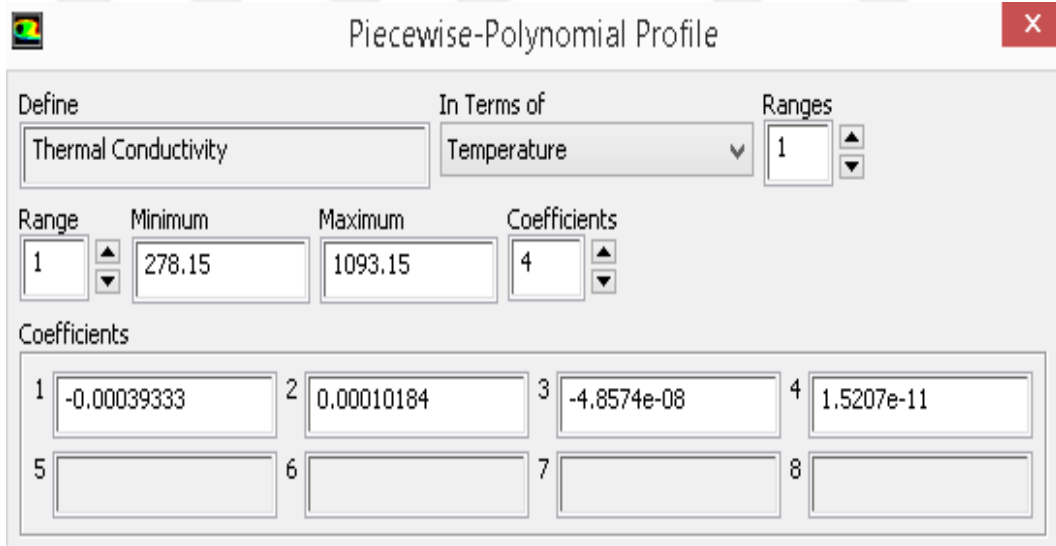 Piecewise-Polynomial Profile
X
Define In Terms of Ranges
Thermal Conductivity Temperature 1
Range Minimum Maximum Coefficients
1 278.15 1093.15 4
Coefficients
1 -0.00039333 2 0.00010184 3 -4.8574e-08 4 1.5207e-11
5 6 7 8